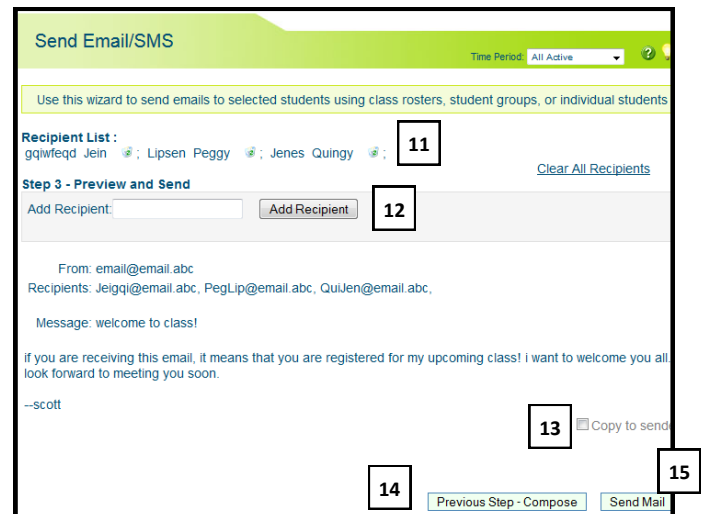 Send Email/SMS
Time Period: All Active
Use this wizard to send emails to selected students using class rosters, student groups, or individual students
Recipient List :
gqiwfeqd Jein ; Lipsen Peggy ; Jenes Quingy ;
11
Clear All Recipients
Step 3 - Preview and Send
Add Recipient: Add Recipient
12
From: email@email.abc
Recipients: Jeigqi@email.abc, PegLip@email.abc, QuiJen@email.abc,
Message: welcome to class!
if you are receiving this email, it means that you are registered for my upcoming class! i want to welcome you all.
look forward to meeting you soon.
--scott
13
Copy to sende
15
14
Previous Step - Compose Send Mail